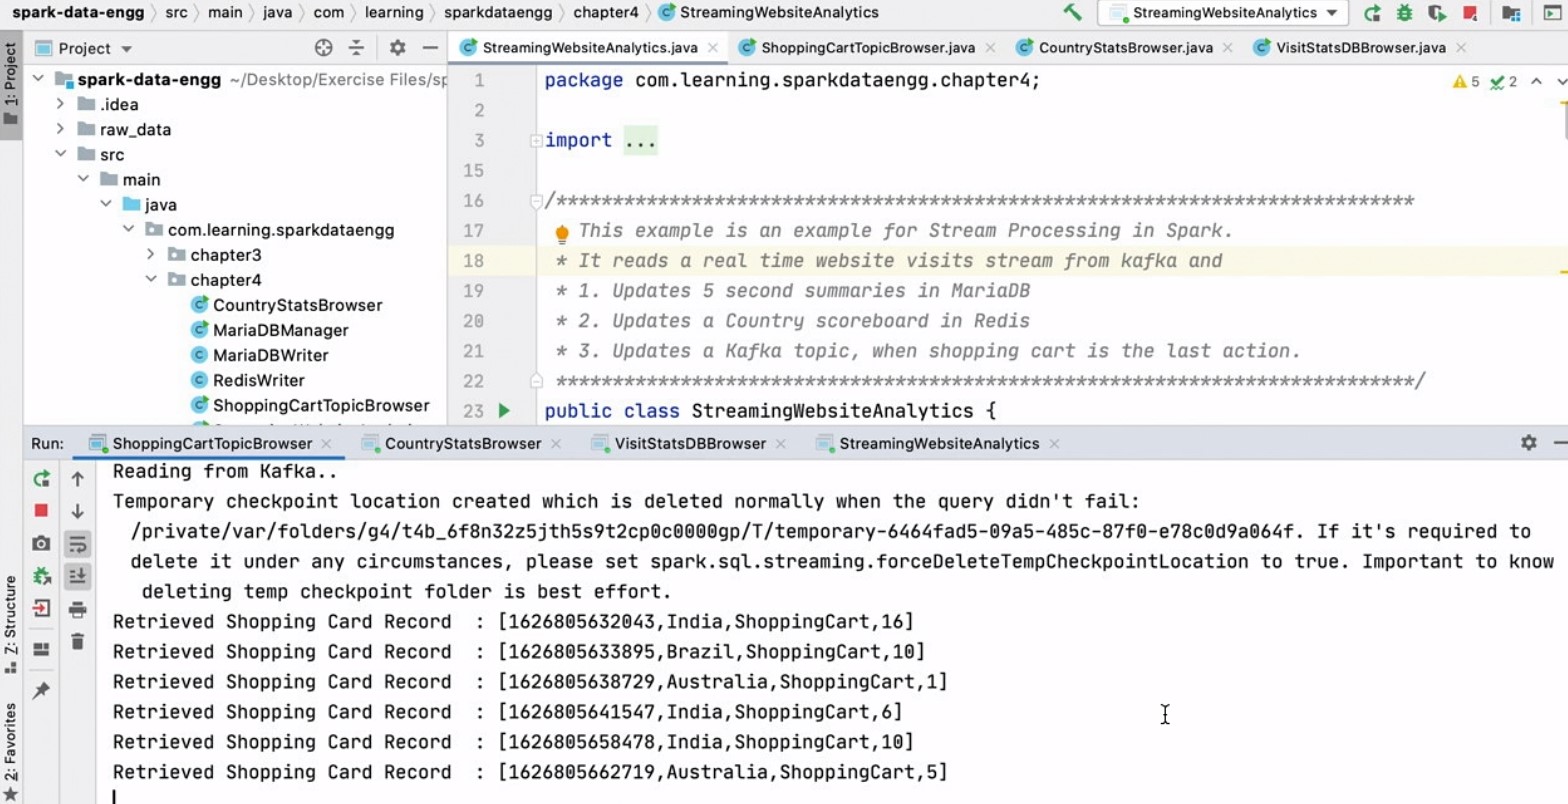 spark-data-engg src main java com learning sparkdataengg chapter4 StreamingWebsiteAnalytics StreamingWebsiteAnalytics
1: Project
Project
spark-data-engg ~/Desktop/Exercise Files/sp
.idea
raw_data
src
main
java
com.learning.sparkdataengg
chapter3
chapter4
CountryStatsBrowser
MariaDBManager
MariaDBWriter
RedisWriter
ShoppingCartTopicBrowser
StreamingWebsiteAnalytics.java ShoppingCartTopicBrowser.java CountryStatsBrowser.java VisitStatsDBBrowser.java
5 2
1 package com.learning.sparkdataengg.chapter4;
2
3 import ...
15
16 /****************************************************************************
17 This example is an example for Stream Processing in Spark.
18 * It reads a real time website visits stream from kafka and
19 * 1. Updates 5 second summaries in MariaDB
20 * 2. Updates a Country scoreboard in Redis
21 * 3. Updates a Kafka topic, when shopping cart is the last action.
22 ****************************************************************************/
23 public class StreamingWebsiteAnalytics {
Run: ShoppingCartTopicBrowser CountryStatsBrowser VisitStatsDBBrowser StreamingWebsiteAnalytics
Reading from Kafka..
Temporary checkpoint location created which is deleted normally when the query didn't fail:
/private/var/folders/g4/t4b_6f8n32z5jth5s9t2cp0c0000gp/T/temporary-6464fad5-09a5-485c-87f0-e78c0d9a064f. If it's required to
delete it under any circumstances, please set spark.sql.streaming.forceDeleteTempCheckpointLocation to true. Important to know
deleting temp checkpoint folder is best effort.
Retrieved Shopping Card Record : [1626805632043,India,ShoppingCart,16]
Retrieved Shopping Card Record : [1626805633895,Brazil,ShoppingCart,10]
Retrieved Shopping Card Record : [1626805638729,Australia,ShoppingCart,1]
Retrieved Shopping Card Record : [1626805641547,India,ShoppingCart,6]
Retrieved Shopping Card Record : [1626805658478,India,ShoppingCart,10]
Retrieved Shopping Card Record : [1626805662719,Australia,ShoppingCart,5]
Z: Structure
2: Favorites